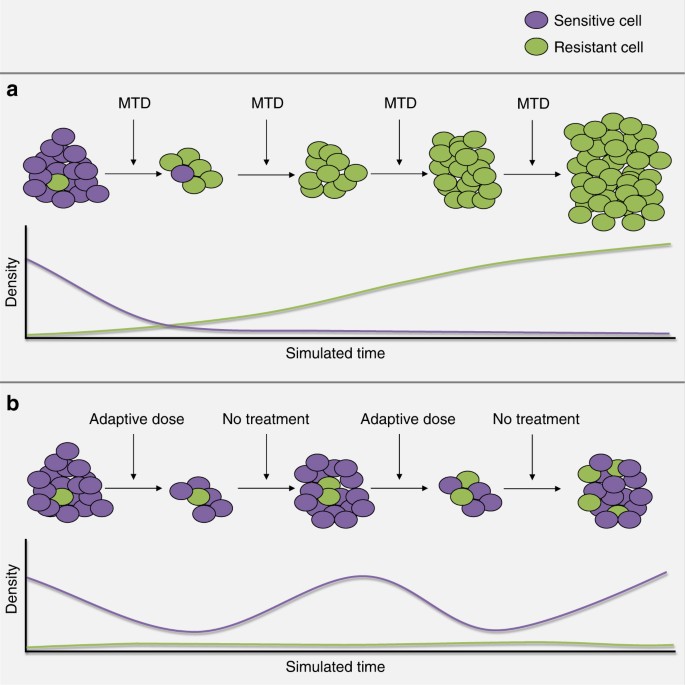 Sensitive cell
Resistant cell
a
MTD MTD MTD MTD
Density
Simulated time
b
Adaptive dose No treatment Adaptive dose No treatment
Density
Simulated time